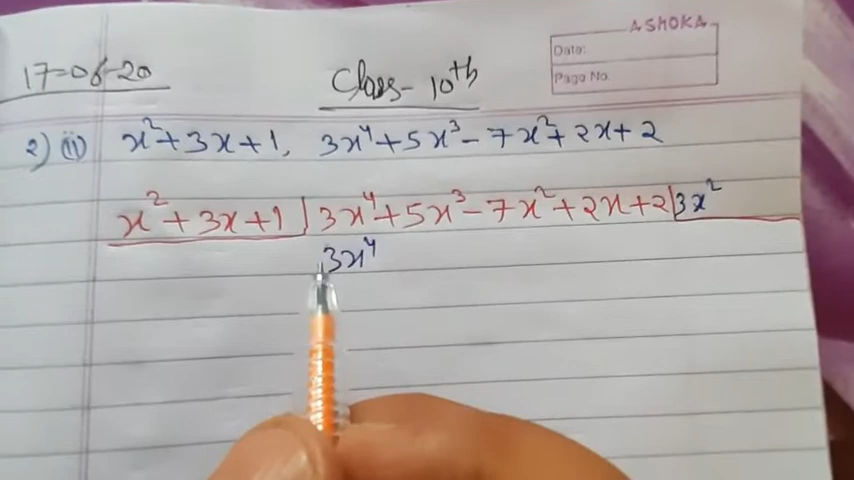 ASHOKA
Date:
Page No.
17-06-20
Class- 10th
2) (ii) x²+3x+1, 3x⁴+5x³-7x²+2x+2
x²+3x+1 ) 3x⁴+5x³-7x²+2x+2 | 3x²
3x⁴